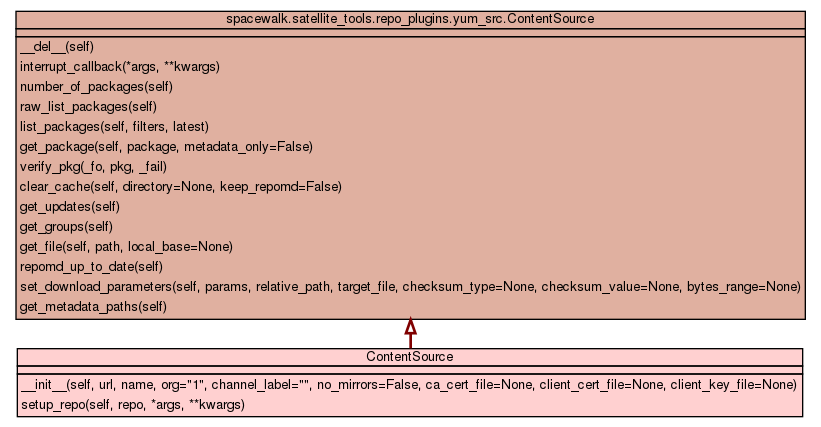 spacewalk.satellite_tools.repo_plugins.yum_src.ContentSource
__del__(self)
interrupt_callback(*args, **kwargs)
number_of_packages(self)
raw_list_packages(self)
list_packages(self, filters, latest)
get_package(self, package, metadata_only=False)
verify_pkg(_fo, pkg, _fail)
clear_cache(self, directory=None, keep_repomd=False)
get_updates(self)
get_groups(self)
get_file(self, path, local_base=None)
repomd_up_to_date(self)
set_download_parameters(self, params, relative_path, target_file, checksum_type=None, checksum_value=None, bytes_range=None)
get_metadata_paths(self)
ContentSource
__init__(self, url, name, org="1", channel_label="", no_mirrors=False, ca_cert_file=None, client_cert_file=None, client_key_file=None)
setup_repo(self, repo, *args, **kwargs)